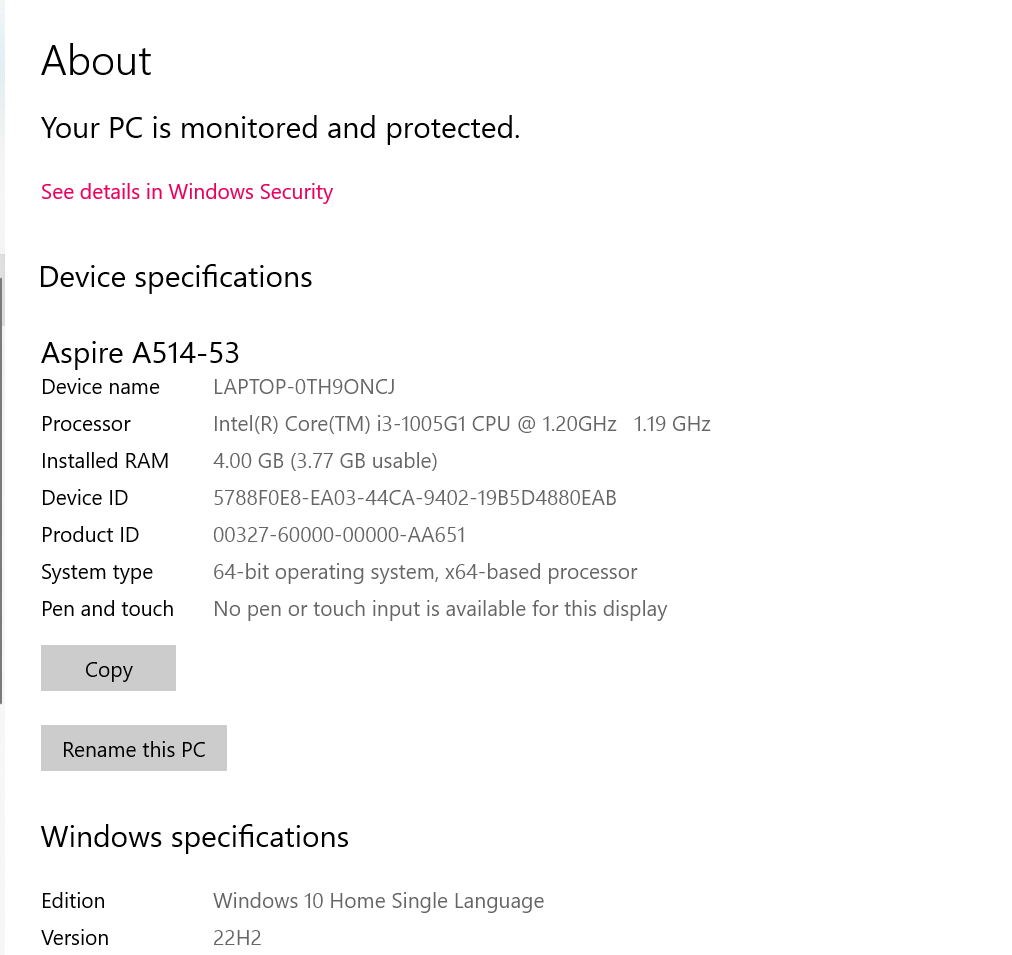 About
Your PC is monitored and protected.
See details in Windows Security
Device specifications
Aspire A514-53
Device name LAPTOP-0TH9ONCJ
Processor Intel(R) Core(TM) i3-1005G1 CPU @ 1.20GHz 1.19 GHz
Installed RAM 4.00 GB (3.77 GB usable)
Device ID 5788F0E8-EA03-44CA-9402-19B5D4880EAB
Product ID 00327-60000-00000-AA651
System type 64-bit operating system, x64-based processor
Pen and touch No pen or touch input is available for this display
Copy
Rename this PC
Windows specifications
Edition Windows 10 Home Single Language
Version 22H2